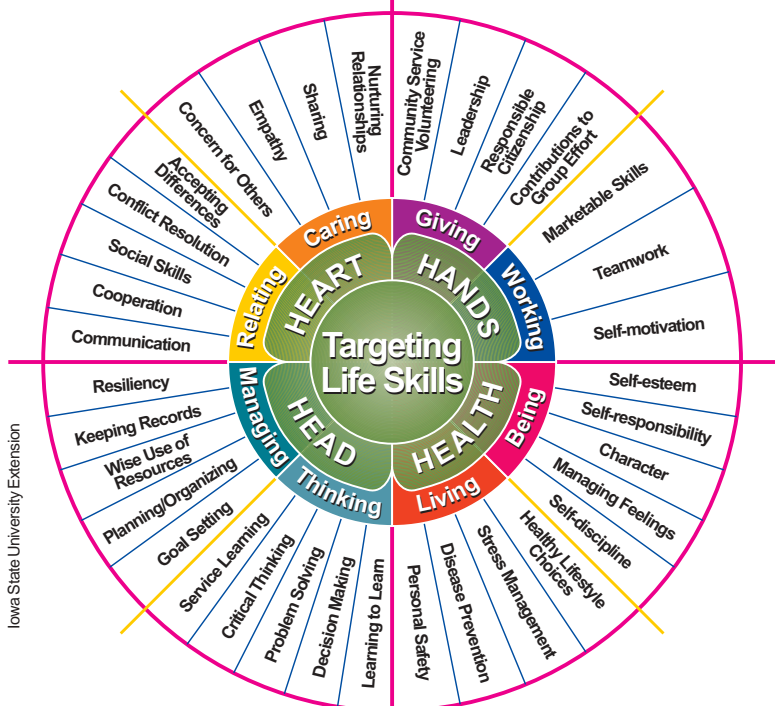 Targeting
Life Skills
HEART
HANDS
HEAD
HEALTH
Relating
Caring
Giving
Working
Being
Living
Thinking
Managing
Communication
Cooperation
Social Skills
Conflict Resolution
Accepting
Differences
Concern for Others
Empathy
Sharing
Nurturing
Relationships
Community Service
Volunteering
Leadership
Responsible
Citizenship
Contributions to
Group Effort
Marketable Skills
Teamwork
Self-motivation
Self-esteem
Self-responsibility
Character
Managing Feelings
Self-discipline
Healthy Lifestyle
Choices
Stress Management
Disease Prevention
Personal Safety
Learning to Learn
Decision Making
Problem Solving
Critical Thinking
Service Learning
Goal Setting
Planning/Organizing
Wise Use of
Resources
Keeping Records
Resiliency
Iowa State University Extension